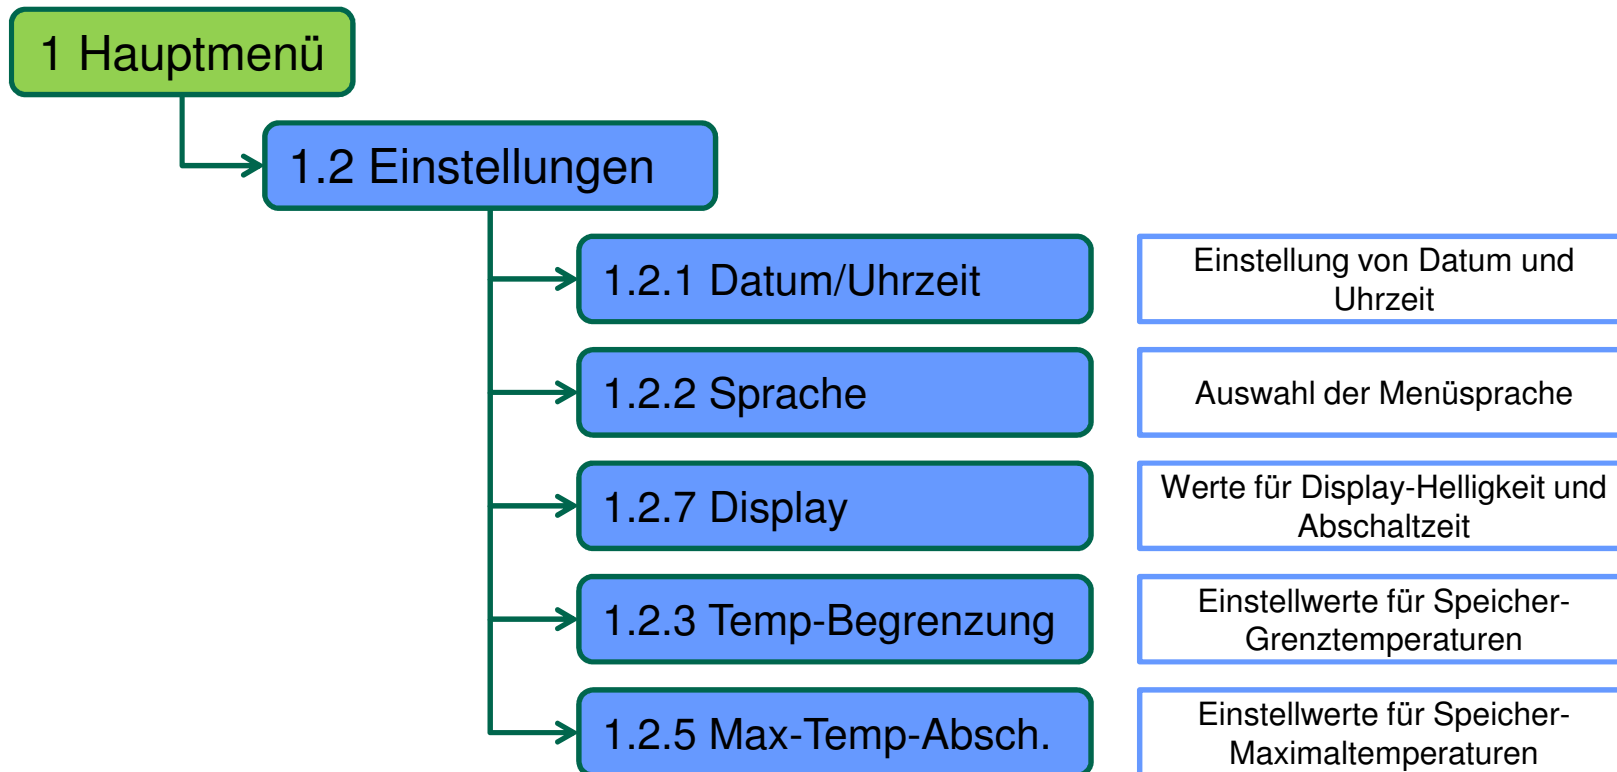 1 Hauptmenü
1.2 Einstellungen
1.2.1 Datum/Uhrzeit
Einstellung von Datum und
Uhrzeit
1.2.2 Sprache
Auswahl der Menüsprache
1.2.7 Display
Werte für Display-Helligkeit und
Abschaltzeit
1.2.3 Temp-Begrenzung
Einstellwerte für Speicher-
Grenztemperaturen
1.2.5 Max-Temp-Absch.
Einstellwerte für Speicher-
Maximaltemperaturen